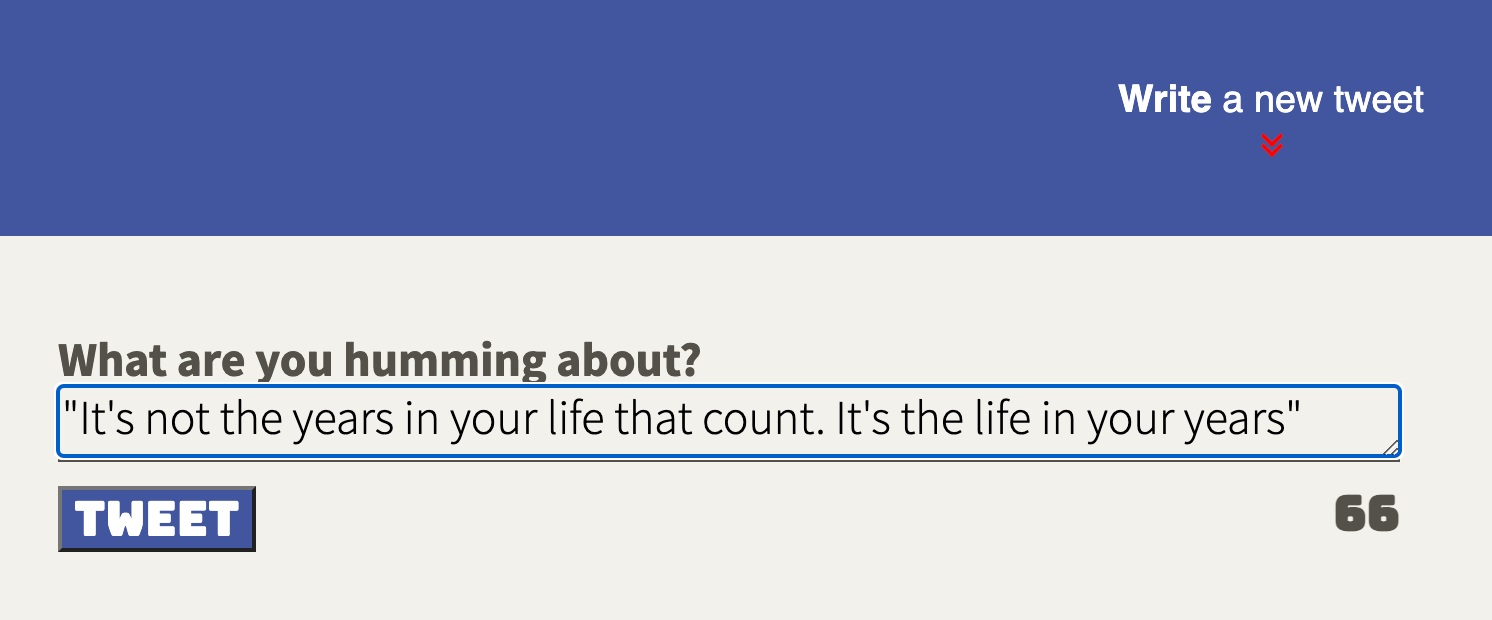 Write a new tweet
What are you humming about?
"It's not the years in your life that count. It's the life in your years"
TWEET
66